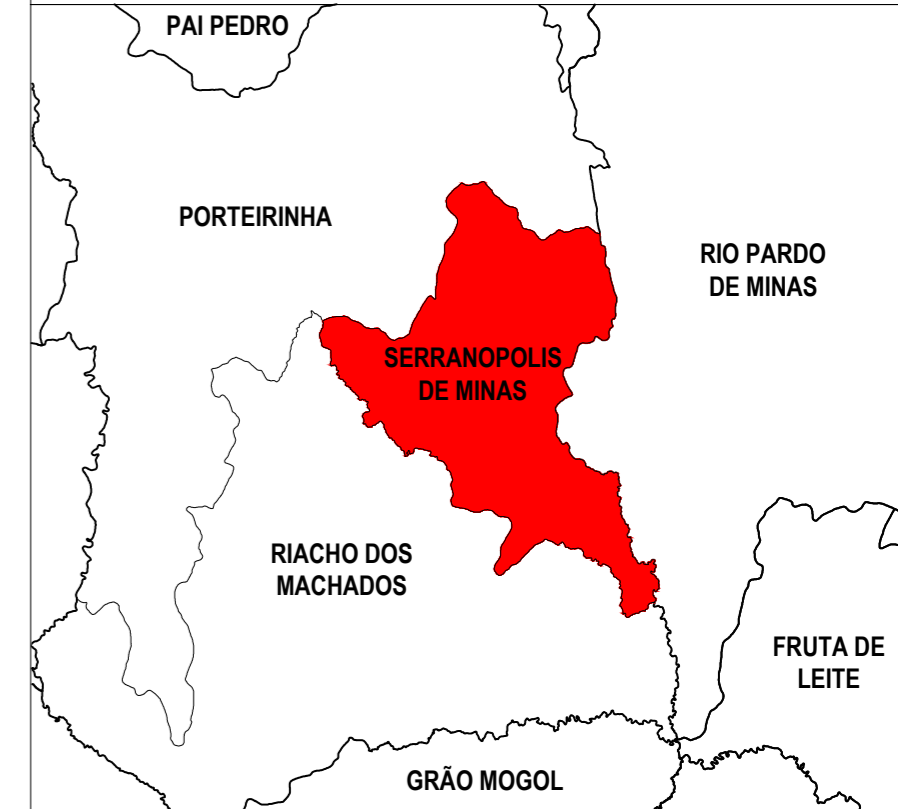 PAI PEDRO
PORTEIRINHA
RIO PARDO
DE MINAS
SERRANOPOLIS
DE MINAS
RIACHO DOS
MACHADOS
FRUTA DE
LEITE
GRÃO MOGOL